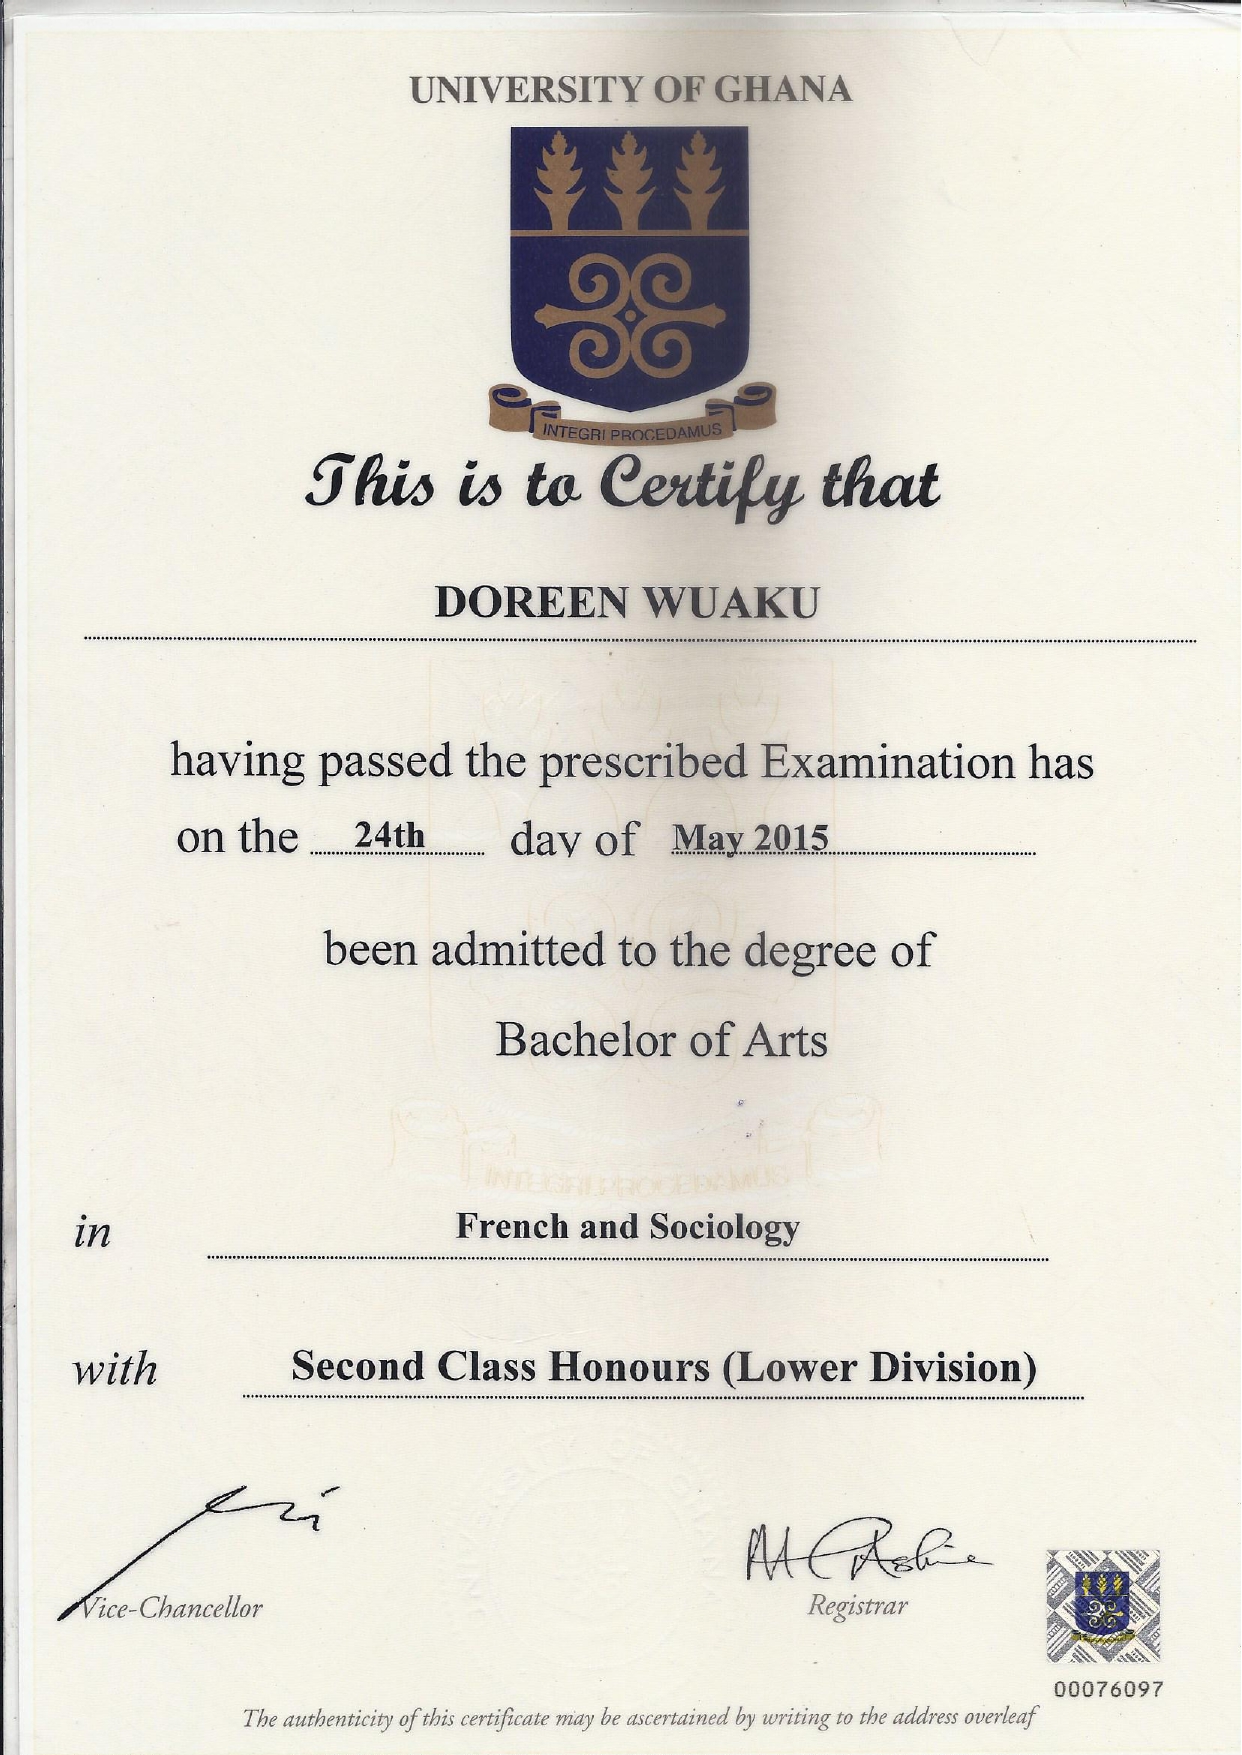 UNIVERSITY OF GHANA
INTEGRI PROCEDAMUS
This is to Certify that
DOREEN WUAKU
having passed the prescribed Examination has
on the 24th day of May 2015
been admitted to the degree of
Bachelor of Arts
INTEGRI PROCEDAMUS
in French and Sociology
with Second Class Honours (Lower Division)
Vice-Chancellor
Registrar
00076097
The authenticity of this certificate may be ascertained by writing to the address overleaf